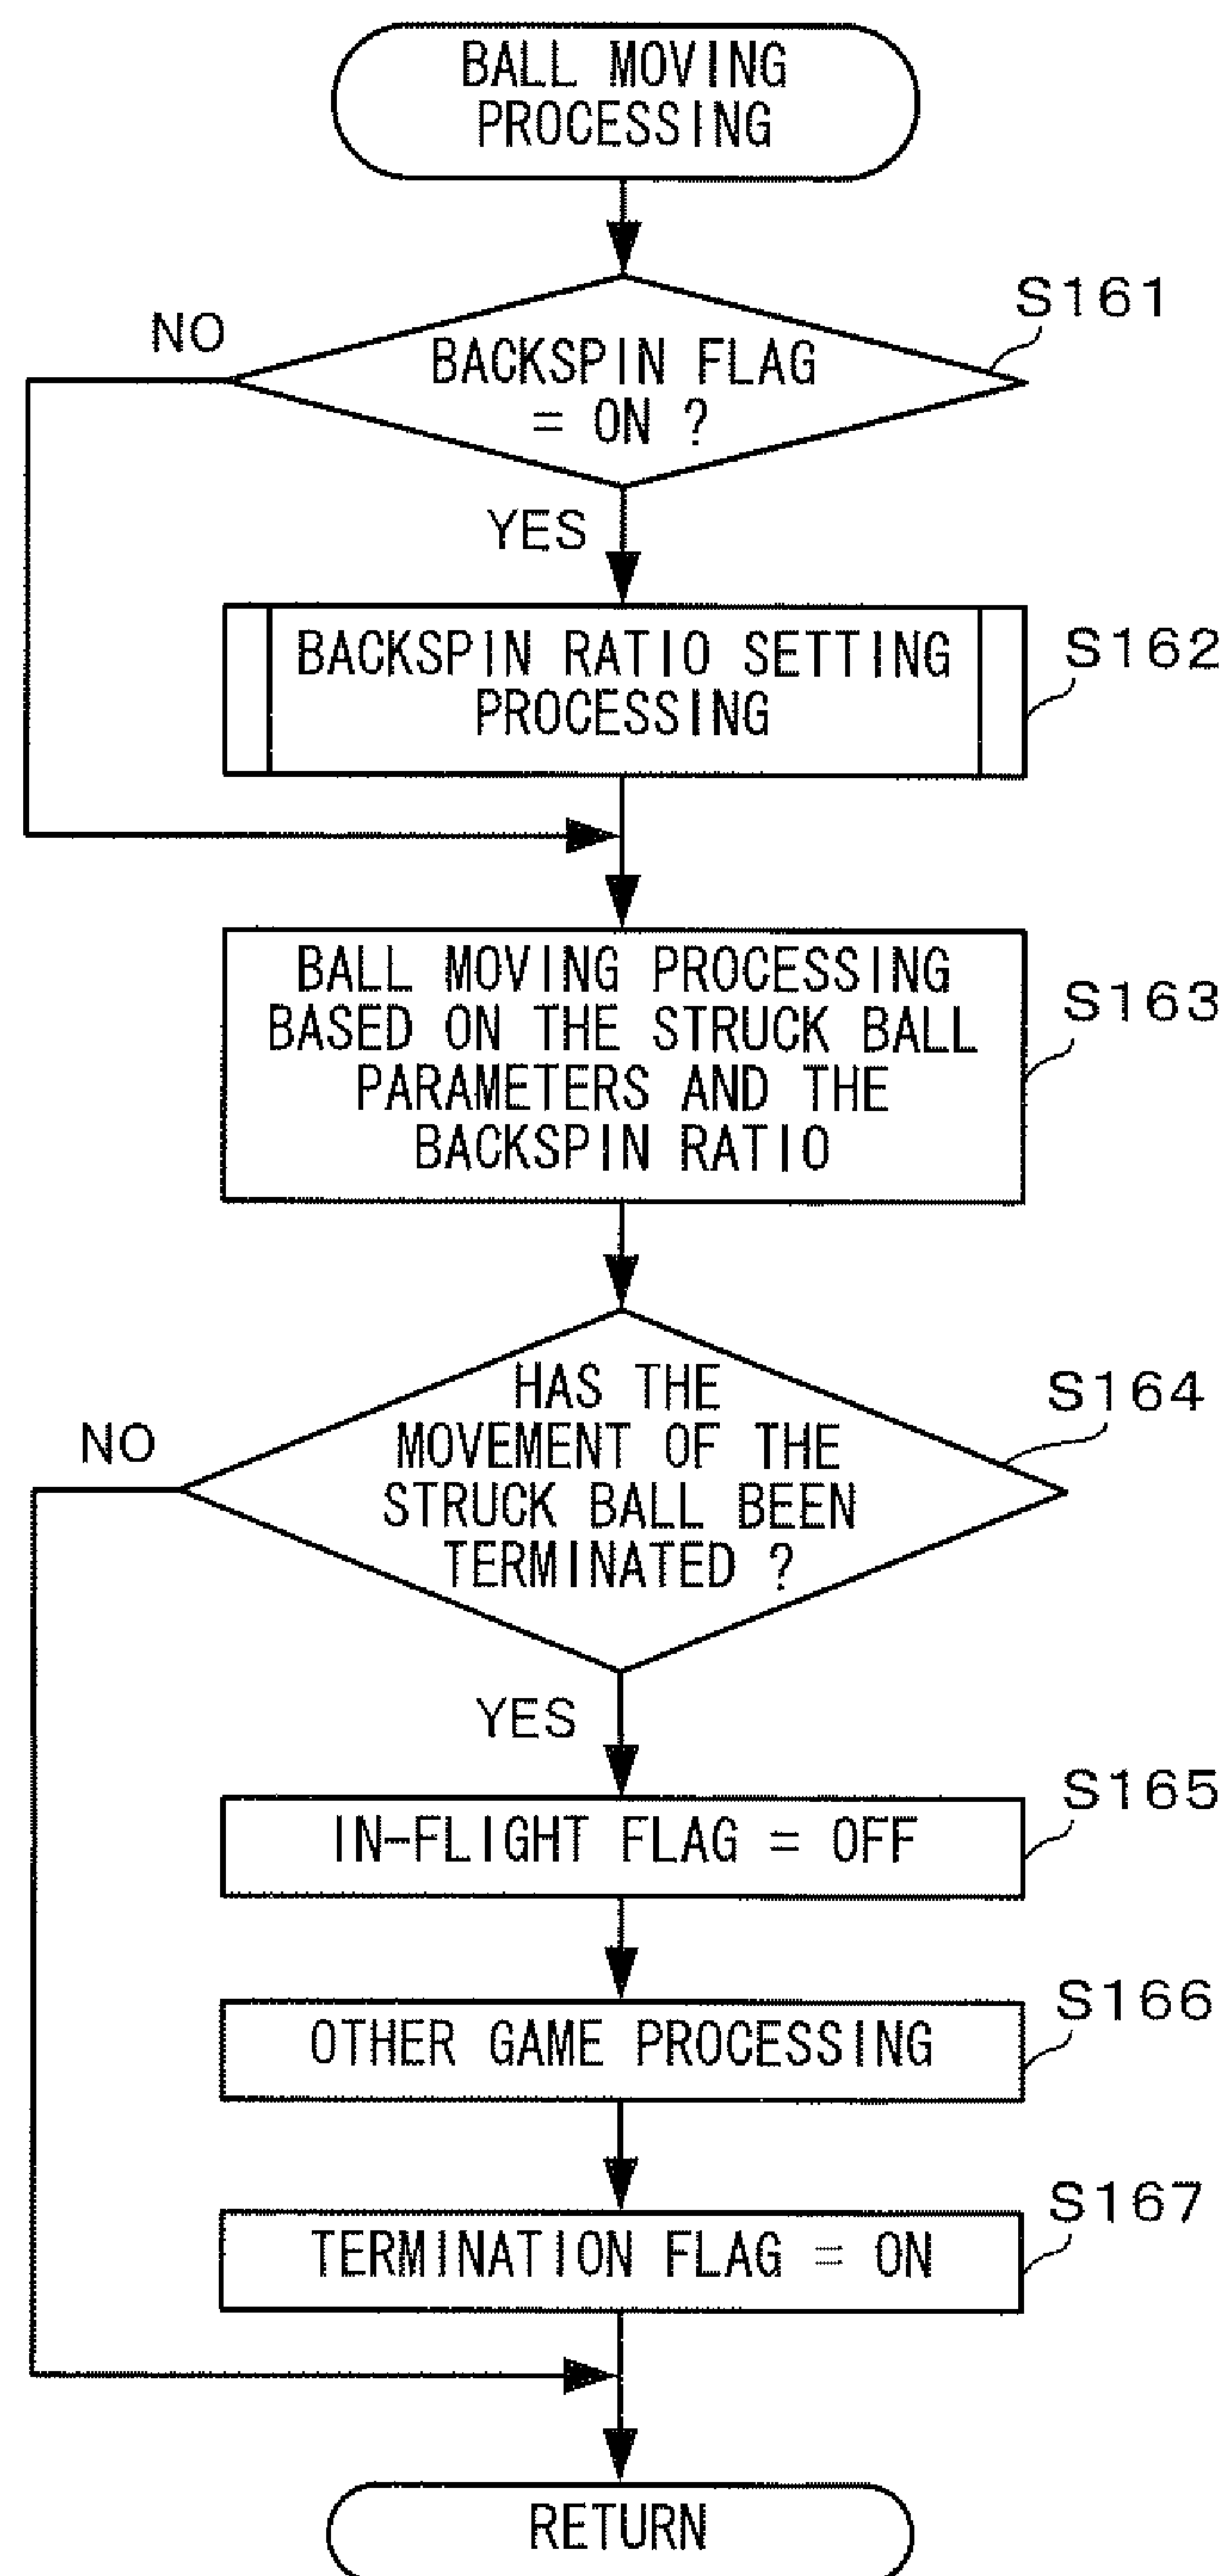 BALL MOVING
PROCESSING
S161
NO
BACKSPIN FLAG
= ON ?
YES
BACKSPIN RATIO SETTING
PROCESSING
S162
BALL MOVING PROCESSING
BASED ON THE STRUCK BALL
PARAMETERS AND THE
BACKSPIN RATIO
S163
HAS THE
MOVEMENT OF THE
STRUCK BALL BEEN
TERMINATED ?
S164
NO
YES
IN-FLIGHT FLAG = OFF
S165
OTHER GAME PROCESSING
S166
TERMINATION FLAG = ON
S167
RETURN